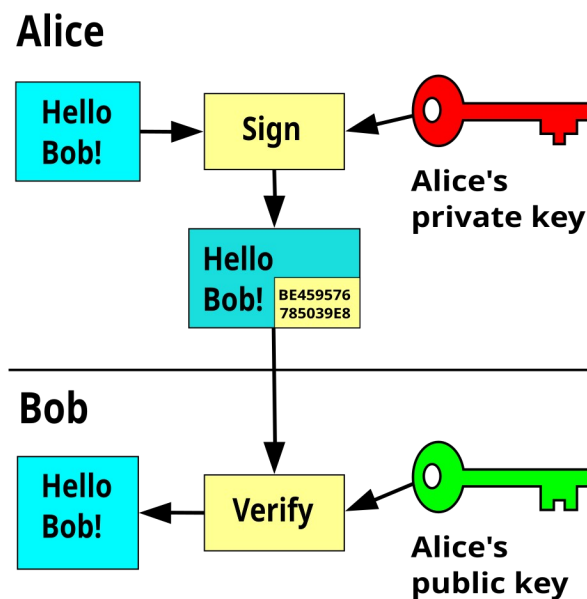 Alice
Hello
Bob!
Sign
Alice's
private key
Hello
Bob!
BE459576
785039E8
Bob
Hello
Bob!
Verify
Alice's
public key